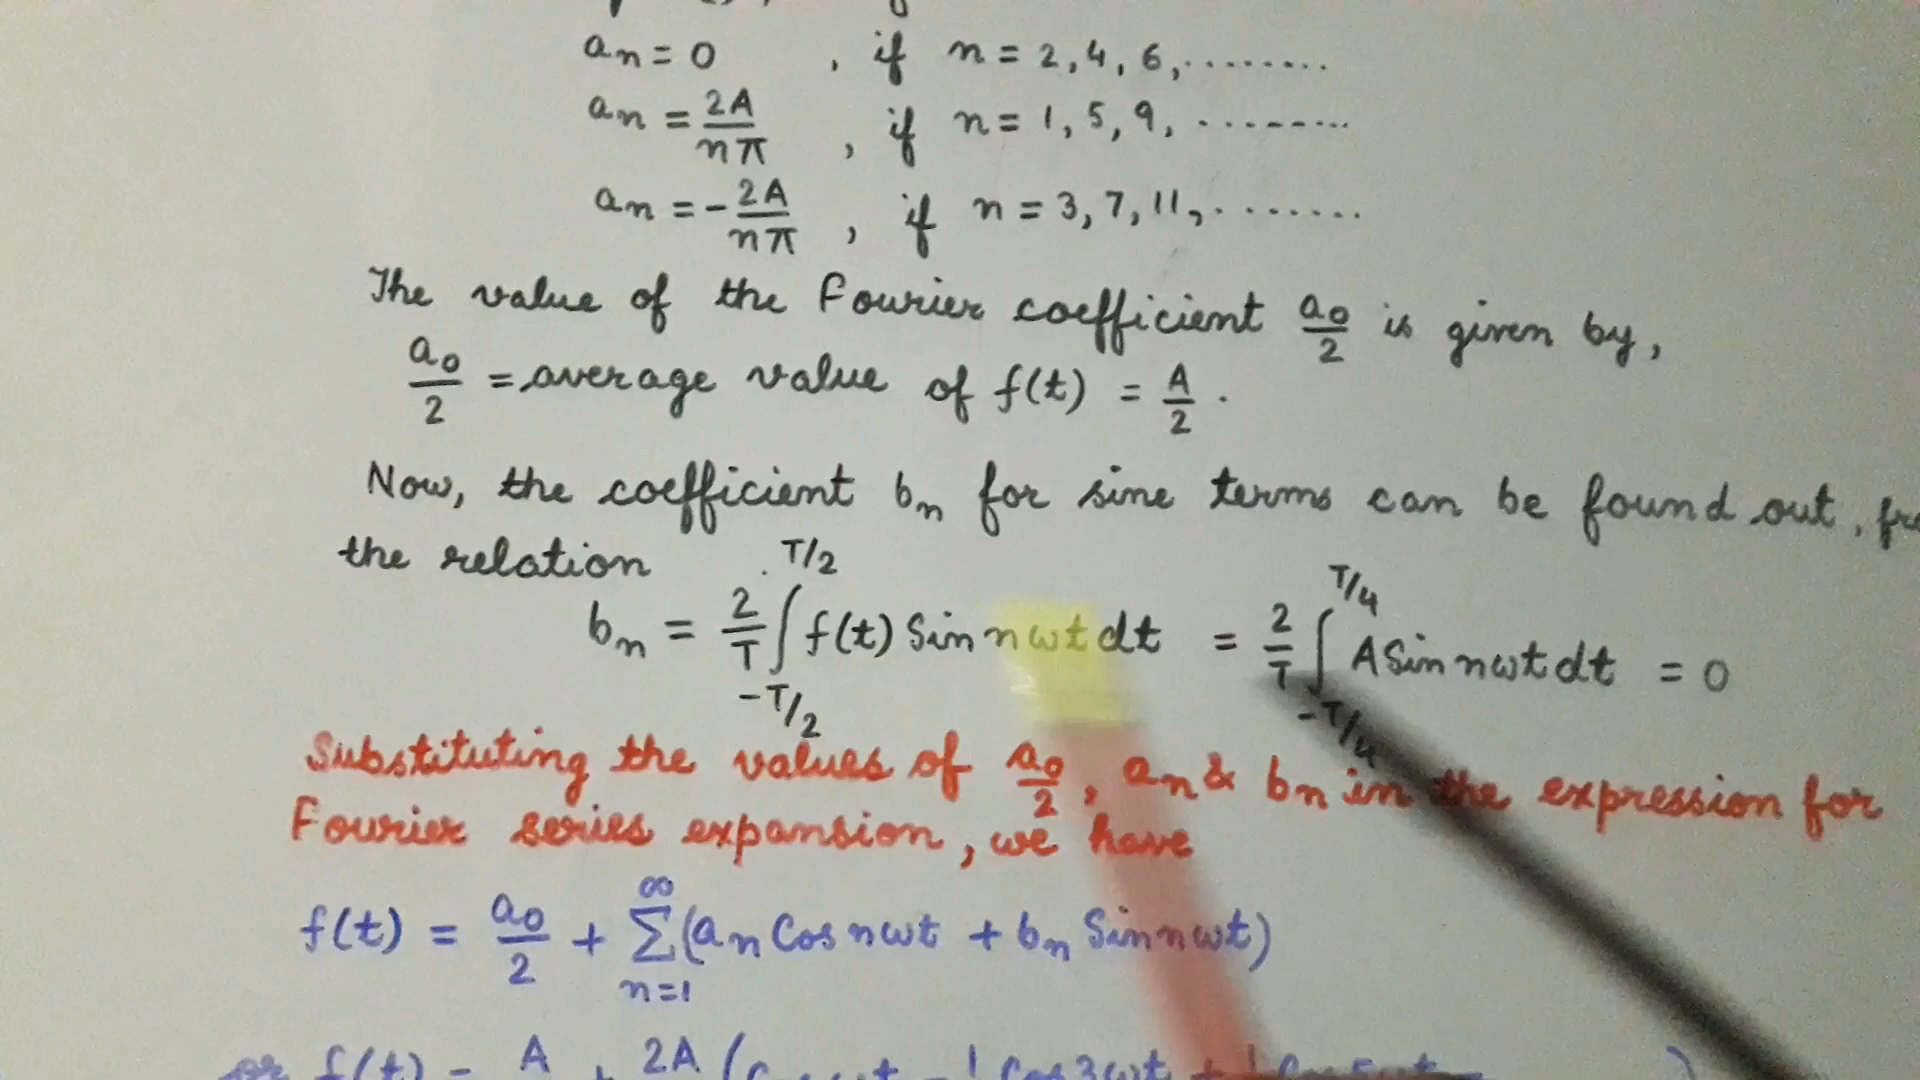 an = 0 , if n = 2, 4, 6, ........
an = 2A/nπ , if n = 1, 5, 9, ........
an = -2A/nπ , if n = 3, 7, 11, .......
The value of the Fourier coefficient a0/2 is given by,
a0/2 = average value of f(t) = A/2 .
Now, the coefficient bn for sine terms can be found out,
the relation
bn = 2/T ∫_{-T/2}^{T/2} f(t) Sin nωt dt = 2/T ∫_{-T/4}^{T/4} A Sin nωt dt = 0
Substituting the values of a0/2, an & bn in the expression for
Fourier series expansion, we have
f(t) = a0/2 + ∑_{n=1}^{∞} (an Cos nωt + bn Sin nωt)
or f(t) = A + 2A (